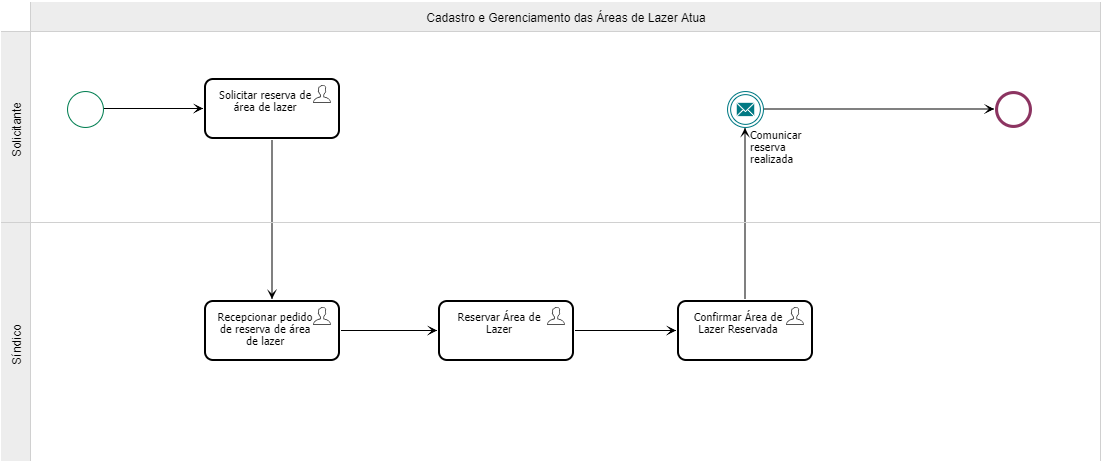 Cadastro e Gerenciamento das Áreas de Lazer Atua
Solicitante
Solicitar reserva de
área de lazer
Comunicar
reserva
realizada
Síndico
Recepcionar pedido
de reserva de área
de lazer
Reservar Área de
Lazer
Confirmar Área de
Lazer Reservada